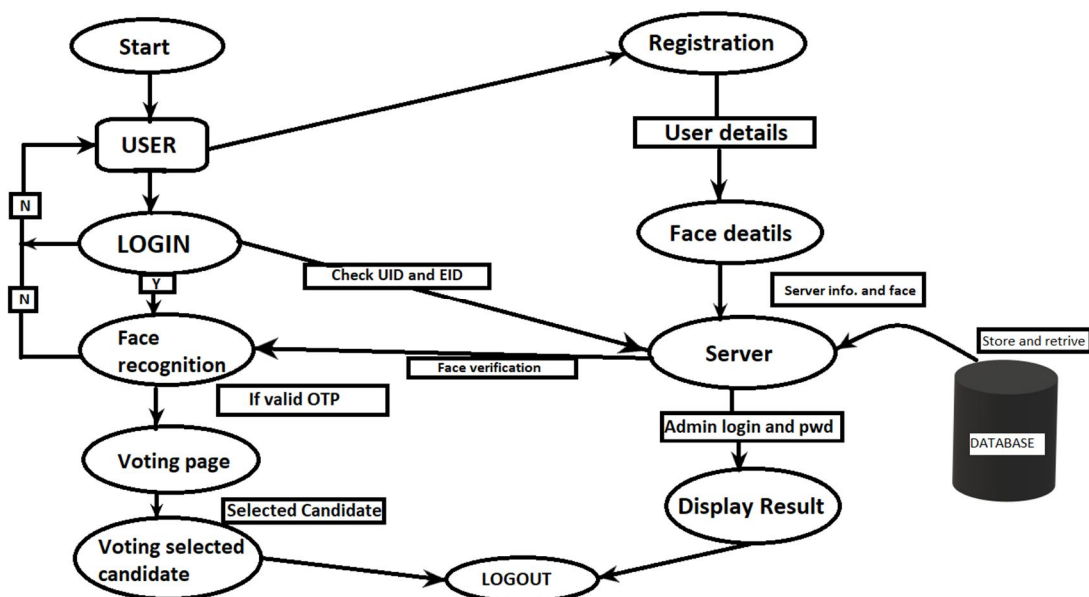 Start
Registration
USER
User details
N
LOGIN
Face deatils
Check UID and EID
Y
N
Server info. and face
Face
recognition
Server
Store and retrive
Face verification
If valid OTP
Admin login and pwd
DATABASE
Voting page
Selected Candidate
Display Result
Voting selected
candidate
LOGOUT